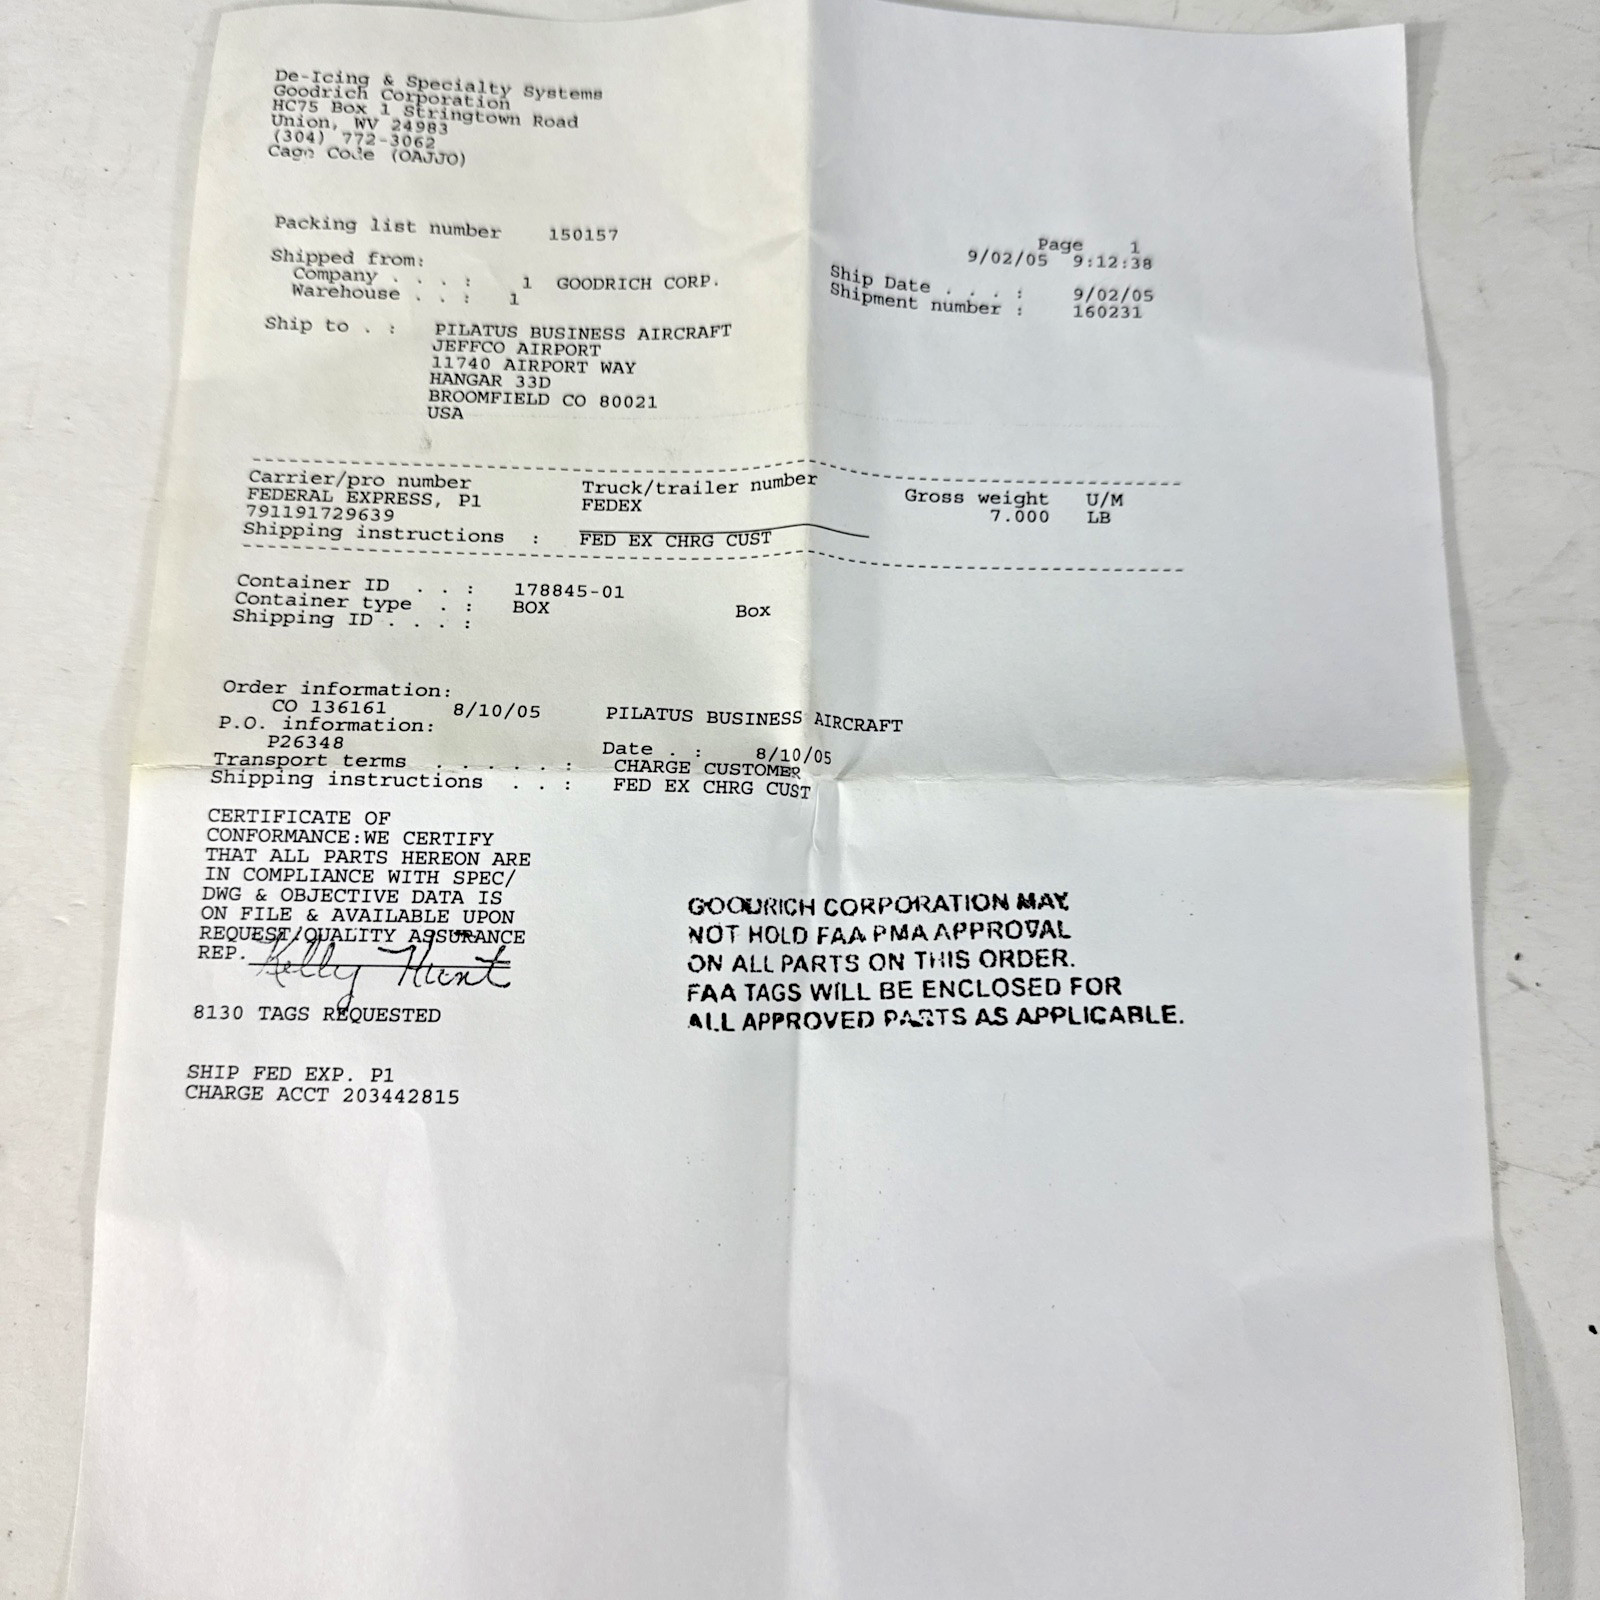 De-Icing & Specialty Systems
Goodrich Corporation
HC75 Box 1 Stringtown Road
Union, WV 24983
(304) 772-3062
Cage Code (OAJJO)
Packing list number 150157
Page 1
9/02/05 9:12:38
Shipped from:
Company . . . : 1 GOODRICH CORP.
Warehouse . . : 1
Ship Date . . . : 9/02/05
Shipment number : 160231
Ship to . : PILATUS BUSINESS AIRCRAFT
JEFFCO AIRPORT
11740 AIRPORT WAY
HANGAR 33D
BROOMFIELD CO 80021
USA
Carrier/pro number Truck/trailer number Gross weight U/M
FEDERAL EXPRESS, P1 FEDEX 7.000 LB
791191729639
Shipping instructions : FED EX CHRG CUST
Container ID . . : 178845-01
Container type . : BOX Box
Shipping ID . . . :
Order information:
CO 136161 8/10/05 PILATUS BUSINESS AIRCRAFT
P.O. information:
P26348 Date . : 8/10/05
Transport terms . . . . . : CHARGE CUSTOMER
Shipping instructions . . : FED EX CHRG CUST
CERTIFICATE OF
CONFORMANCE:WE CERTIFY
THAT ALL PARTS HEREON ARE
IN COMPLIANCE WITH SPEC/
DWG & OBJECTIVE DATA IS
ON FILE & AVAILABLE UPON
REQUEST/QUALITY ASSURANCE
REP. Kelly Hunt
8130 TAGS REQUESTED
GOODRICH CORPORATION MAY
NOT HOLD FAA PMA APPROVAL
ON ALL PARTS ON THIS ORDER.
FAA TAGS WILL BE ENCLOSED FOR
ALL APPROVED PARTS AS APPLICABLE.
SHIP FED EXP. P1
CHARGE ACCT 203442815